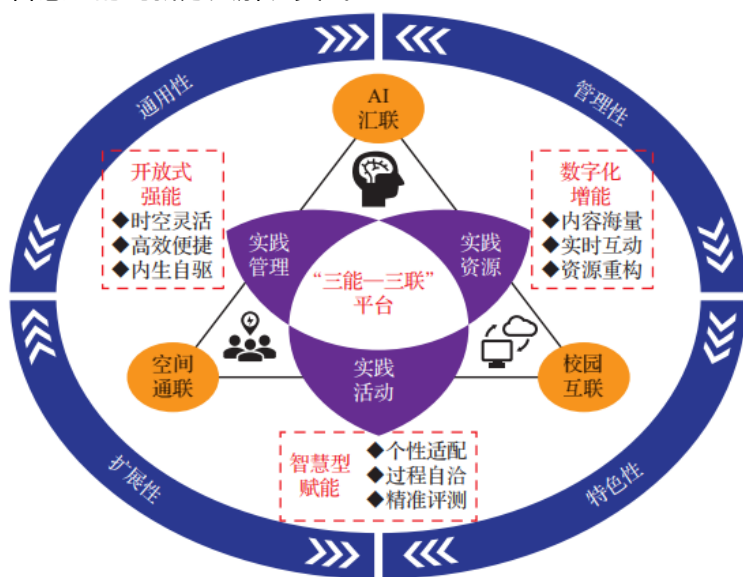 通用性
管理性
AI
汇联
开放式
强能
◆时空灵活
◆高效便捷
◆内生自驱
数字化
增能
◆内容海量
◆实时互动
◆资源重构
实践
管理
实践
资源
“三能—三联”
平台
空间
通联
实践
活动
校园
互联
智慧型
赋能
◆个性适配
◆过程自洽
◆精准评测
扩展性
特色性